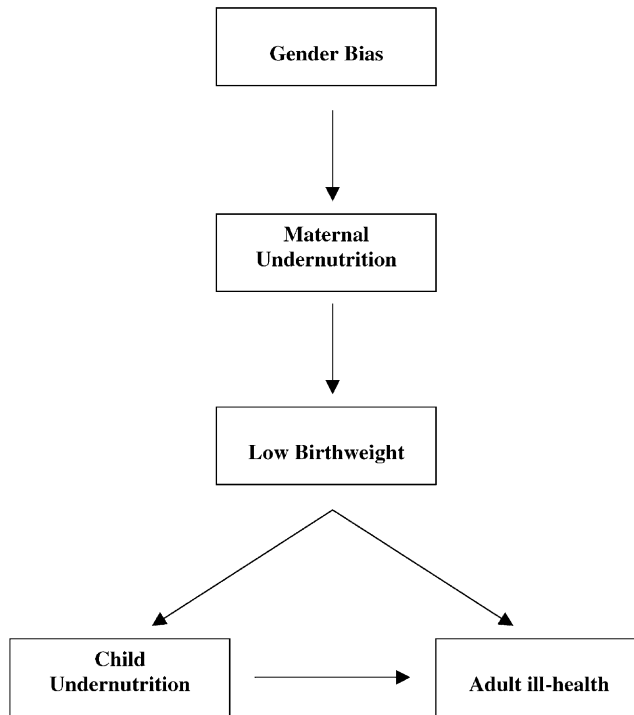 Gender Bias
Maternal
Undernutrition
Low Birthweight
Child
Undernutrition
Adult ill-health